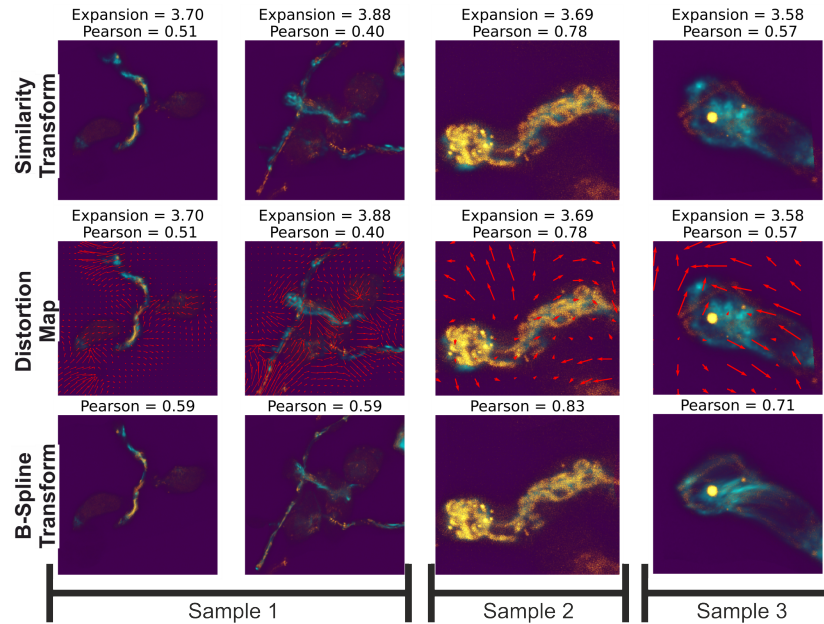 Expansion = 3.70
Pearson = 0.51
Expansion = 3.88
Pearson = 0.40
Expansion = 3.69
Pearson = 0.78
Expansion = 3.58
Pearson = 0.57
Similarity
Transform
Expansion = 3.70
Pearson = 0.51
Expansion = 3.88
Pearson = 0.40
Expansion = 3.69
Pearson = 0.78
Expansion = 3.58
Pearson = 0.57
Distortion
Map
Pearson = 0.59
Pearson = 0.59
Pearson = 0.83
Pearson = 0.71
B-Spline
Transform
Sample 1
Sample 2
Sample 3